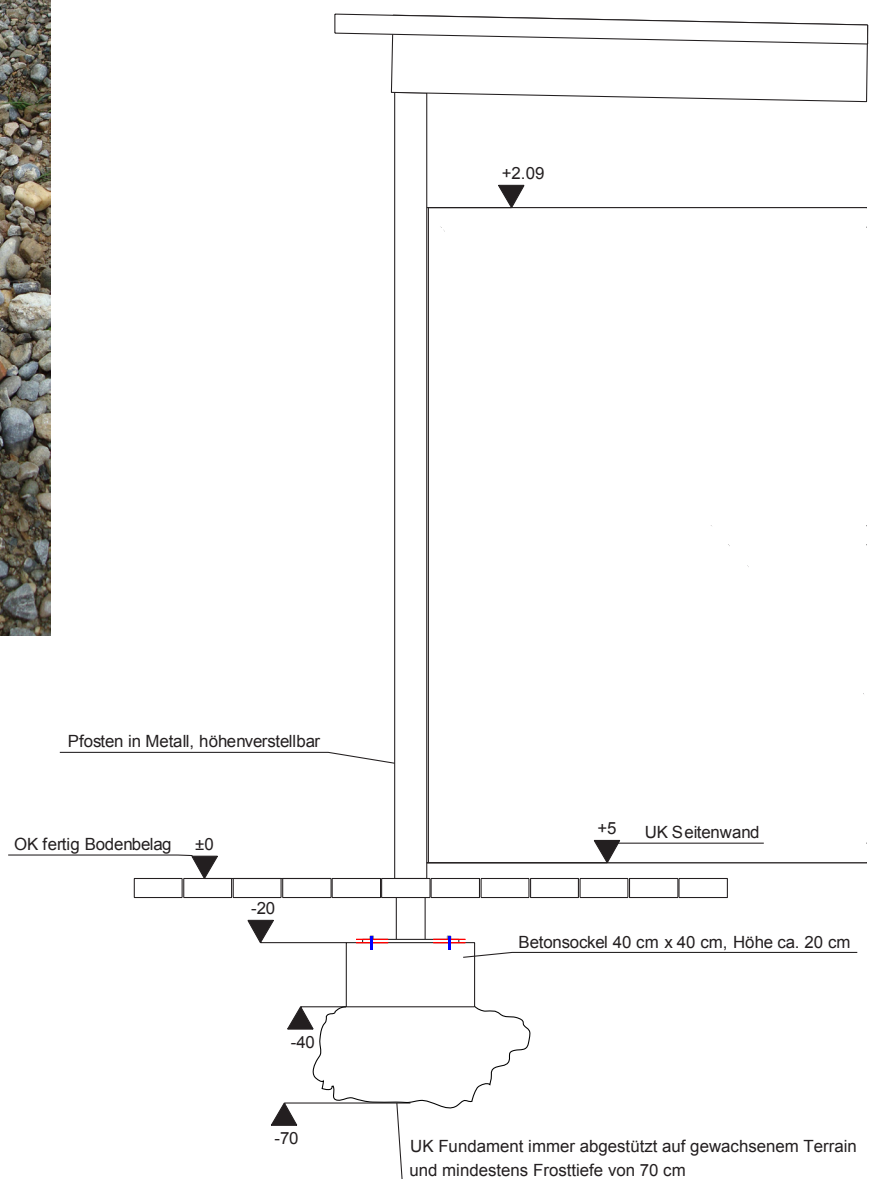 +2.09
Pfosten in Metall, höhenverstellbar
+5 UK Seitenwand
OK fertig Bodenbelag ±0
-20
Betonsockel 40 cm x 40 cm, Höhe ca. 20 cm
-40
-70
UK Fundament immer abgestützt auf gewachsenem Terrain
und mindestens Frosttiefe von 70 cm